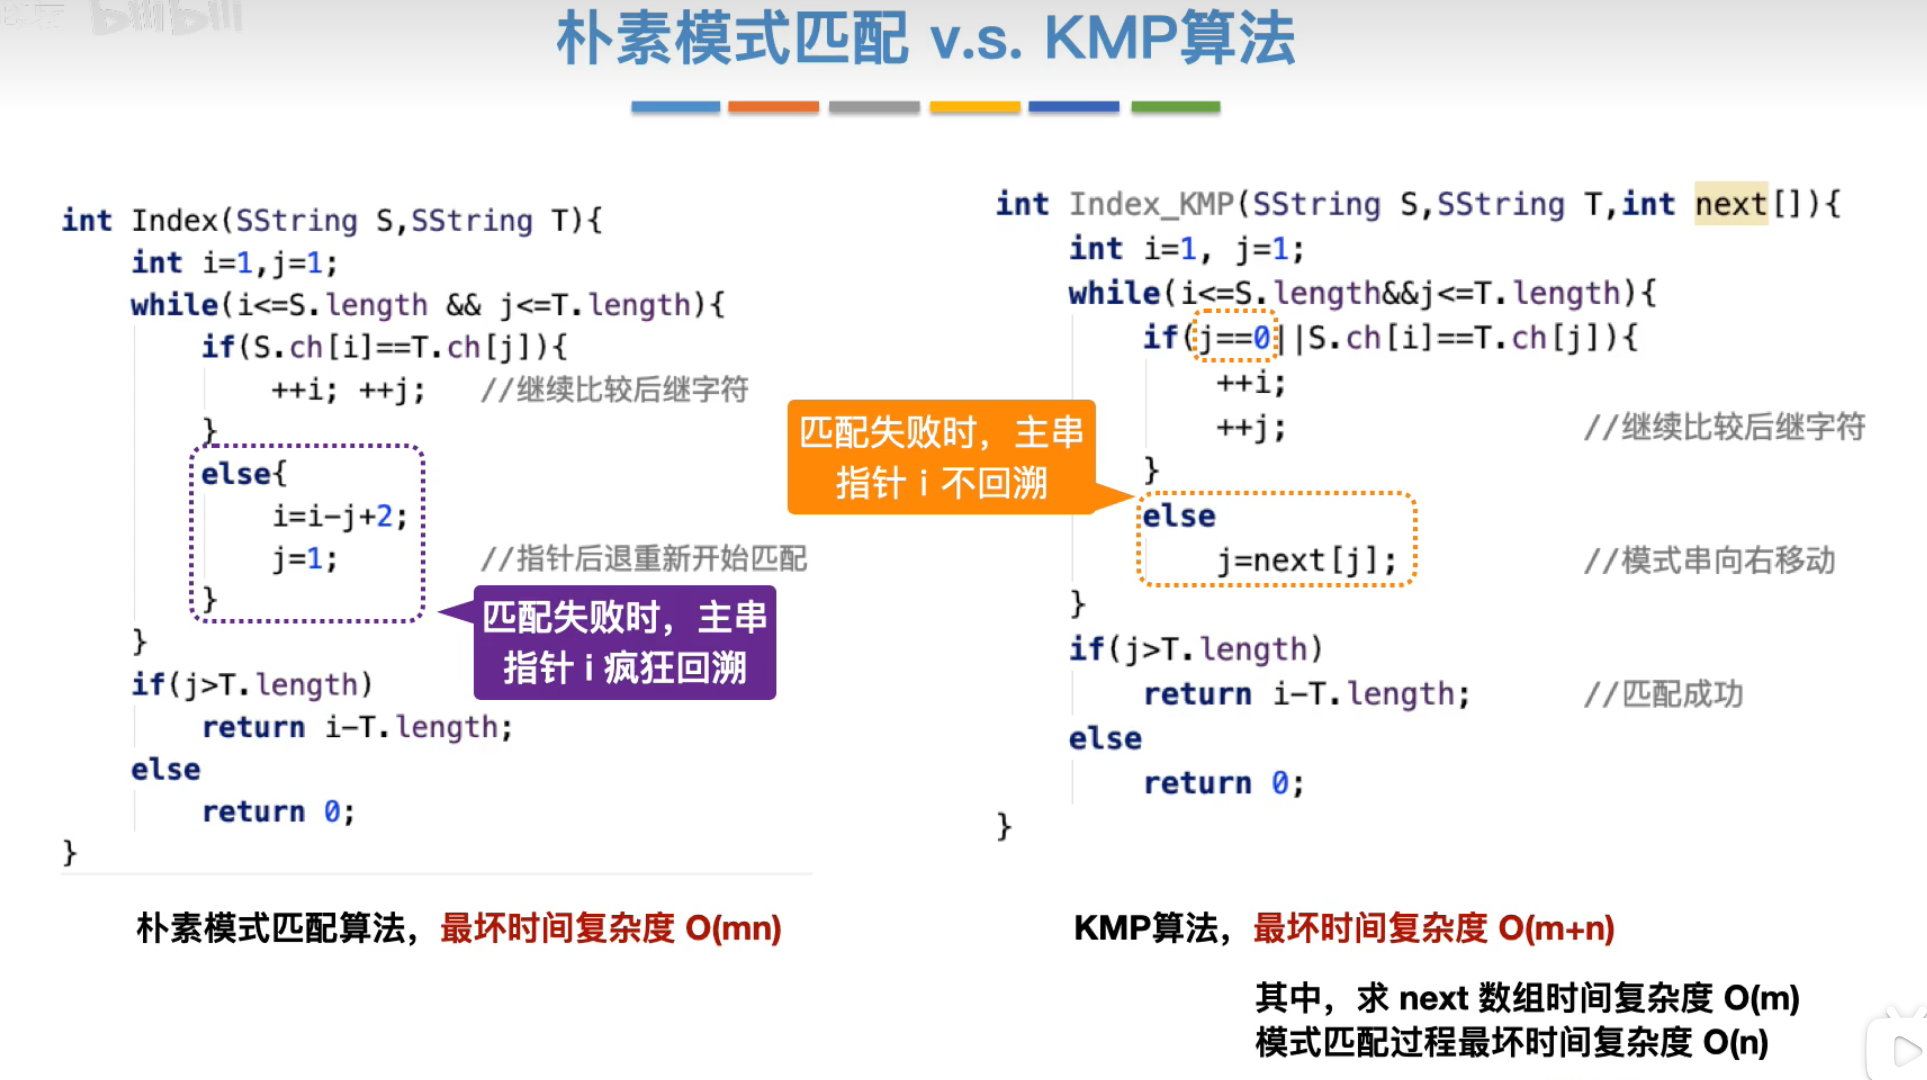 bilibili
朴素模式匹配 v.s. KMP算法
int Index(SString S,SString T){
int i=1,j=1;
while(i<=S.length && j<=T.length){
if(S.ch[i]==T.ch[j]){
++i; ++j; //继续比较后继字符
}
else{
i=i-j+2;
j=1; //指针后退重新开始匹配
}
}
if(j>T.length)
return i-T.length;
else
return 0;
}
匹配失败时，主串
指针 i 疯狂回溯
朴素模式匹配算法，最坏时间复杂度 O(mn)
int Index_KMP(SString S,SString T,int next[]){
int i=1, j=1;
while(i<=S.length&&j<=T.length){
if(j==0||S.ch[i]==T.ch[j]){
++i;
++j; //继续比较后继字符
}
else
j=next[j]; //模式串向右移动
}
if(j>T.length)
return i-T.length; //匹配成功
else
return 0;
}
匹配失败时，主串
指针 i 不回溯
KMP算法，最坏时间复杂度 O(m+n)
其中，求 next 数组时间复杂度 O(m)
模式匹配过程最坏时间复杂度 O(n)